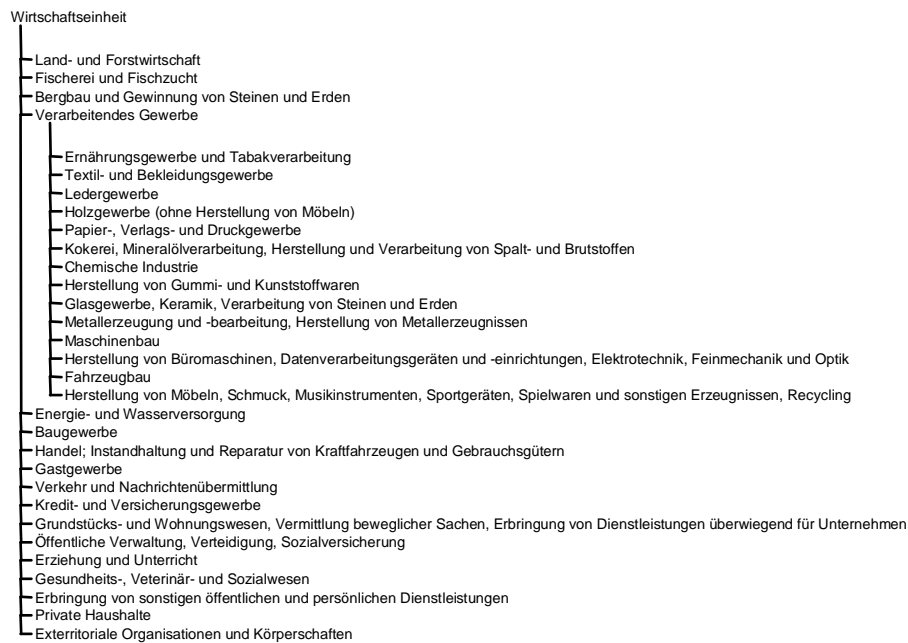 Wirtschaftseinheit
Land- und Forstwirtschaft
Fischerei und Fischzucht
Bergbau und Gewinnung von Steinen und Erden
Verarbeitendes Gewerbe
Ernährungsgewerbe und Tabakverarbeitung
Textil- und Bekleidungsgewerbe
Ledergewerbe
Holzgewerbe (ohne Herstellung von Möbeln)
Papier-, Verlags- und Druckgewerbe
Kokerei, Mineralölverarbeitung, Herstellung und Verarbeitung von Spalt- und Brutstoffen
Chemische Industrie
Herstellung von Gummi- und Kunststoffwaren
Glasgewerbe, Keramik, Verarbeitung von Steinen und Erden
Metallerzeugung und -bearbeitung, Herstellung von Metallerzeugnissen
Maschinenbau
Herstellung von Büromaschinen, Datenverarbeitungsgeräten und -einrichtungen, Elektrotechnik, Feinmechanik und Optik
Fahrzeugbau
Herstellung von Möbeln, Schmuck, Musikinstrumenten, Sportgeräten, Spielwaren und sonstigen Erzeugnissen, Recycling
Energie- und Wasserversorgung
Baugewerbe
Handel; Instandhaltung und Reparatur von Kraftfahrzeugen und Gebrauchsgütern
Gastgewerbe
Verkehr und Nachrichtenübermittlung
Kredit- und Versicherungsgewerbe
Grundstücks- und Wohnungswesen, Vermittlung beweglicher Sachen, Erbringung von Dienstleistungen überwiegend für Unternehmen
Öffentliche Verwaltung, Verteidigung, Sozialversicherung
Erziehung und Unterricht
Gesundheits-, Veterinär- und Sozialwesen
Erbringung von sonstigen öffentlichen und persönlichen Dienstleistungen
Private Haushalte
Exterritoriale Organisationen und Körperschaften